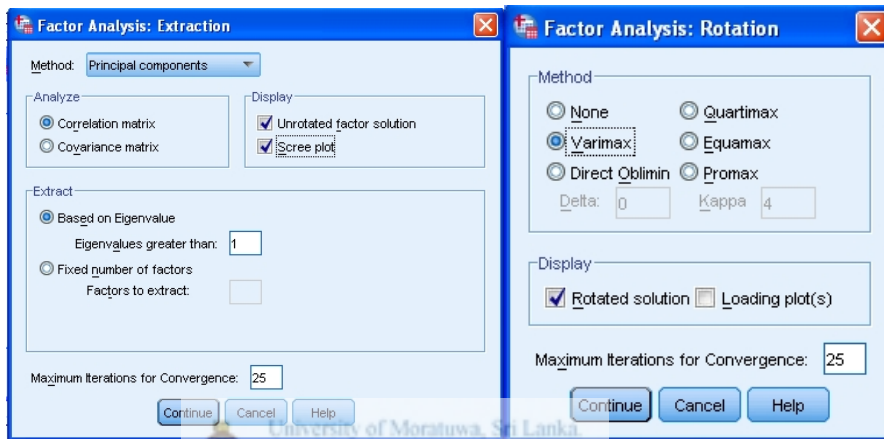 Factor Analysis: Extraction
Method: Principal components
Analyze
Correlation matrix
Covariance matrix
Display
Unrotated factor solution
Scree plot
Extract
Based on Eigenvalue
Eigenvalues greater than: 1
Fixed number of factors
Factors to extract:
Maximum Iterations for Convergence: 25
Continue Cancel Help
Factor Analysis: Rotation
Method
None Quartimax
Varimax Equamax
Direct Oblimin Promax
Delta: 0 Kappa 4
Display
Rotated solution Loading plot(s)
Maximum Iterations for Convergence: 25
Continue Cancel Help
University of Moratuwa, Sri Lanka.